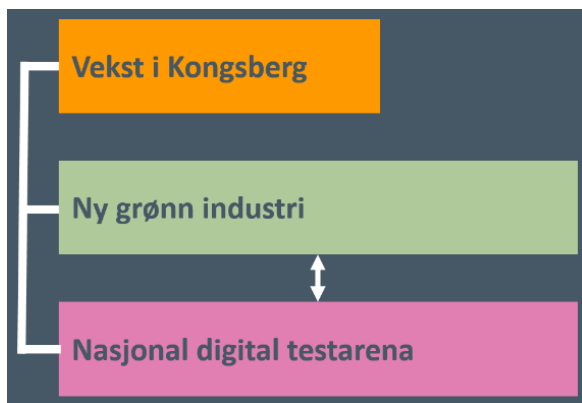 Vekst i Kongsberg
Ny grønn industri
Nasjonal digital testarena